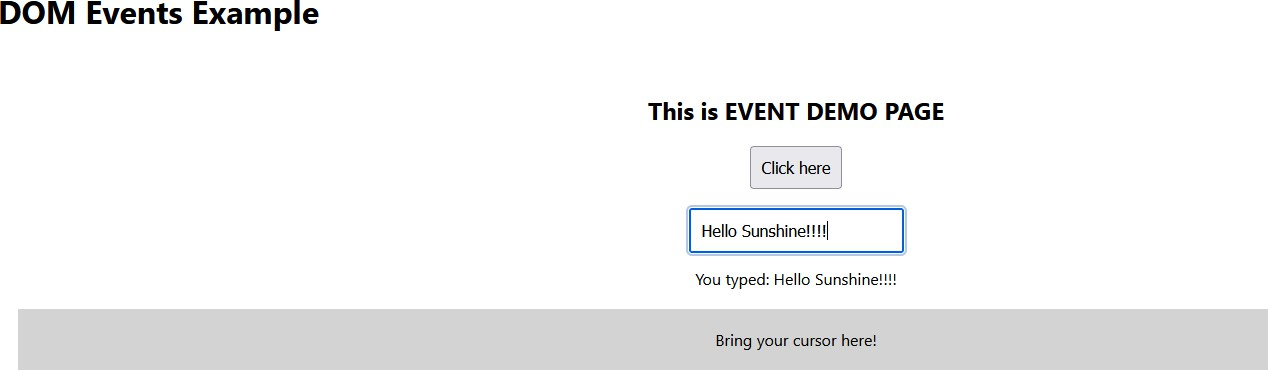 DOM Events Example
This is EVENT DEMO PAGE
Click here
Hello Sunshine!!!!
You typed: Hello Sunshine!!!!
Bring your cursor here!